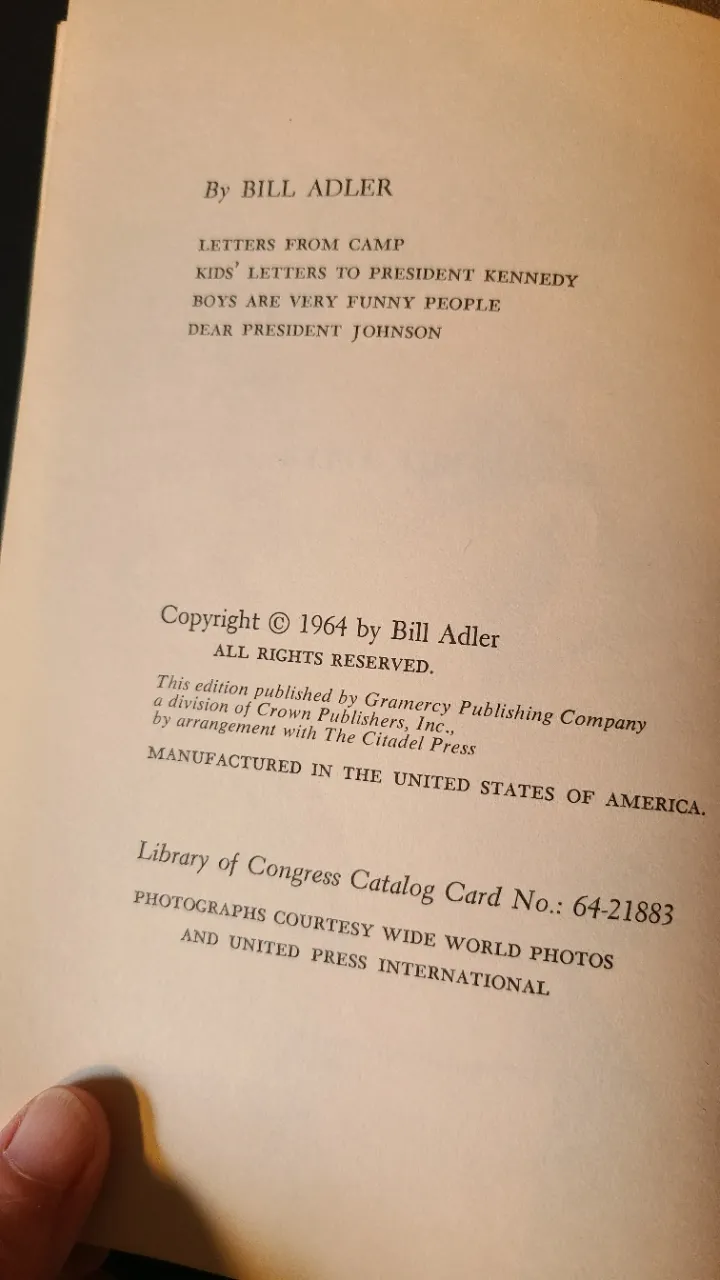 By BILL ADLER
LETTERS FROM CAMP
KIDS' LETTERS TO PRESIDENT KENNEDY
BOYS ARE VERY FUNNY PEOPLE
DEAR PRESIDENT JOHNSON
Copyright © 1964 by Bill Adler
ALL RIGHTS RESERVED.
This edition published by Gramercy Publishing Company
a division of Crown Publishers, Inc.,
by arrangement with The Citadel Press
MANUFACTURED IN THE UNITED STATES OF AMERICA.
Library of Congress Catalog Card No.: 64-21883
PHOTOGRAPHS COURTESY WIDE WORLD PHOTOS
AND UNITED PRESS INTERNATIONAL